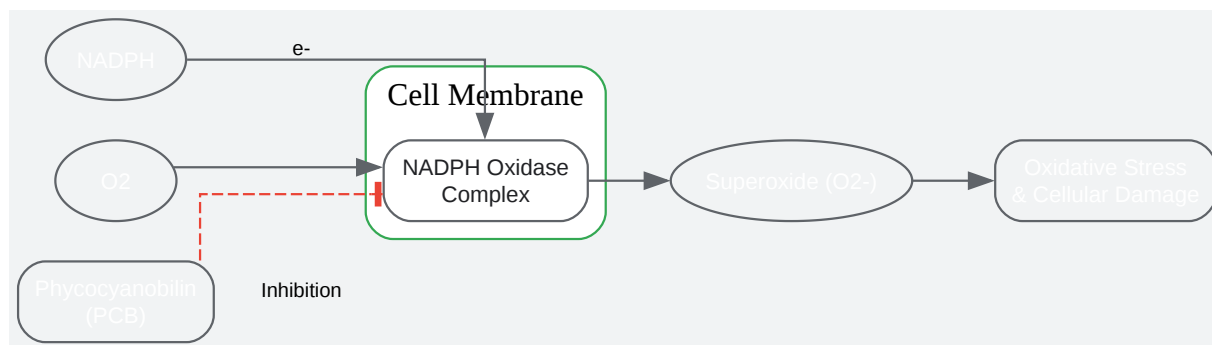 NADPH
e-
Cell Membrane
O2
NADPH Oxidase
Complex
Superoxide (O2-)
Oxidative Stress
& Cellular Damage
Phycocyanobilin
(PCB)
Inhibition